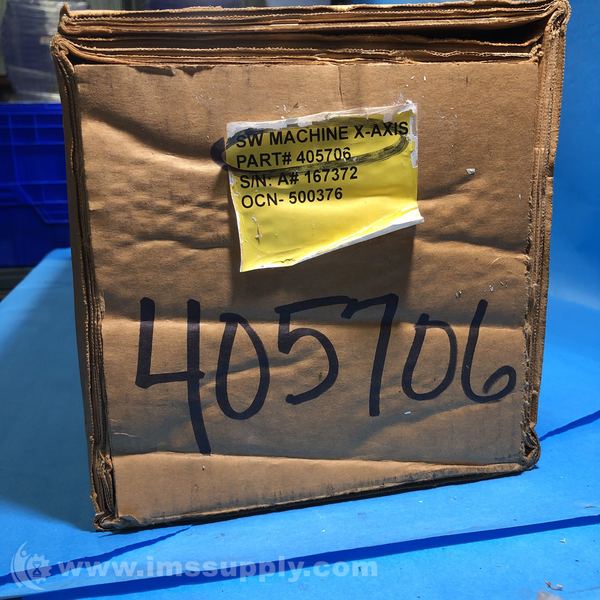 SW MACHINE X-AXIS
PART# 405706
S/N: A# 167372
OCN- 500376
405706
www.imssupply.com